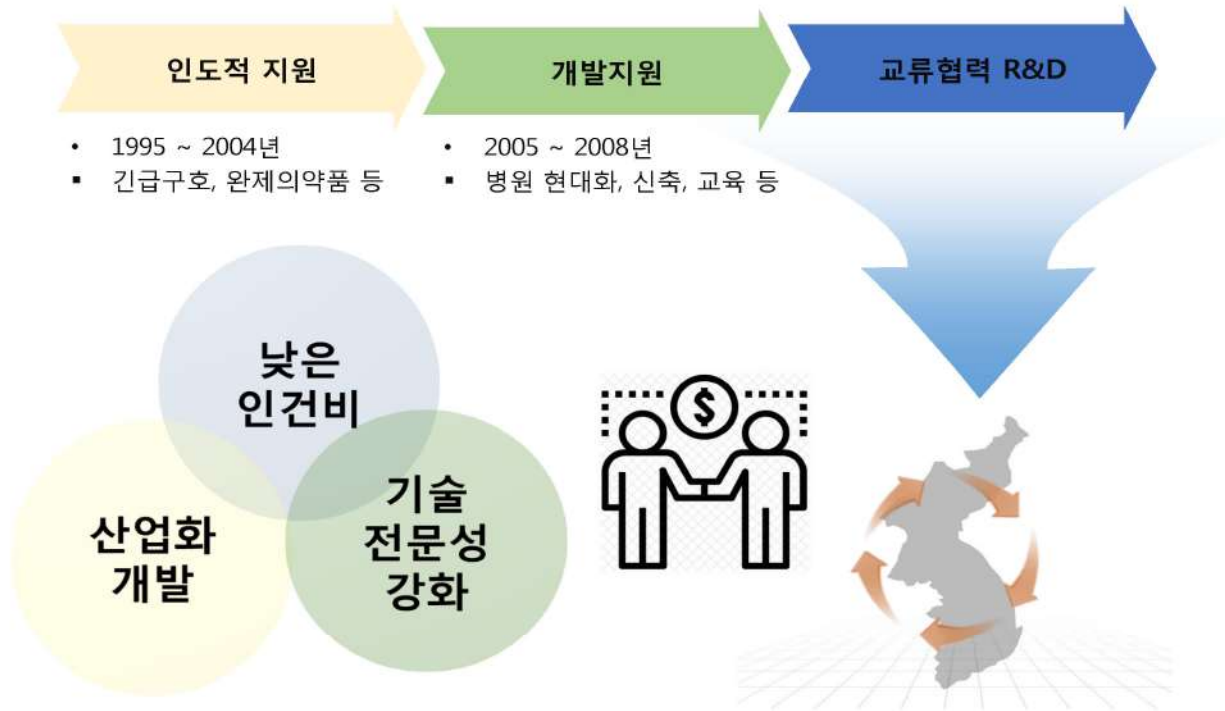 인도적 지원
개발지원
교류협력 R&D
• 1995 ~ 2004년
▪ 긴급구호, 완제의약품 등
• 2005 ~ 2008년
▪ 병원 현대화, 신축, 교육 등
낮은
인건비
산업화
개발
기술
전문성
강화
$